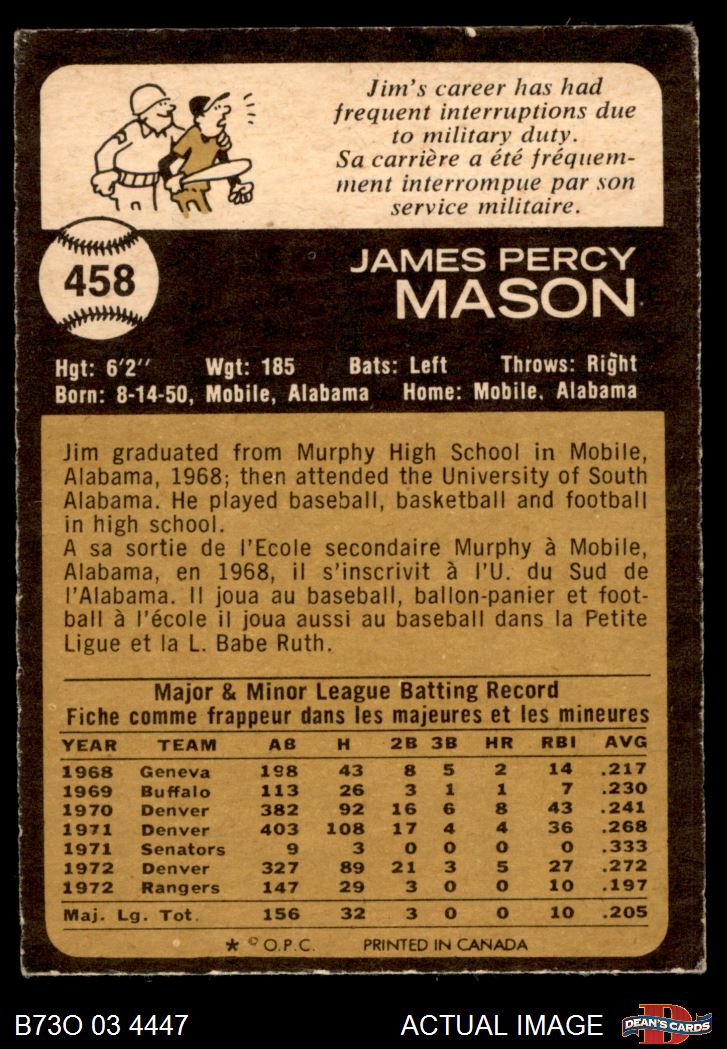 Jim's career has had
frequent interruptions due
to military duty.
Sa carrière a été fréquem-
ment interrompue par son
service militaire.
458
JAMES PERCY
MASON
Hgt: 6'2'' Wgt: 185 Bats: Left Throws: Right
Born: 8-14-50, Mobile, Alabama Home: Mobile, Alabama
Jim graduated from Murphy High School in Mobile,
Alabama, 1968; then attended the University of South
Alabama. He played baseball, basketball and football
in high school.
A sa sortie de l'Ecole secondaire Murphy à Mobile,
Alabama, en 1968, il s'inscrivit à l'U. du Sud de
l'Alabama. Il joua au baseball, ballon-panier et foot-
ball à l'école il joua aussi au baseball dans la Petite
Ligue et la L. Babe Ruth.
Major & Minor League Batting Record
Fiche comme frappeur dans les majeures et les mineures
YEAR TEAM AB H 2B 3B HR RBI AVG
1968 Geneva 198 43 8 5 2 14 .217
1969 Buffalo 113 26 3 1 1 7 .230
1970 Denver 382 92 16 6 8 43 .241
1971 Denver 403 108 17 4 4 36 .268
1971 Senators 9 3 0 0 0 0 .333
1972 Denver 327 89 21 3 5 27 .272
1972 Rangers 147 29 3 0 0 10 .197
Maj. Lg. Tot. 156 32 3 0 0 10 .205
* © O.P.C. PRINTED IN CANADA
B73O 03 4447 ACTUAL IMAGE
D
DEAN'S CARDS